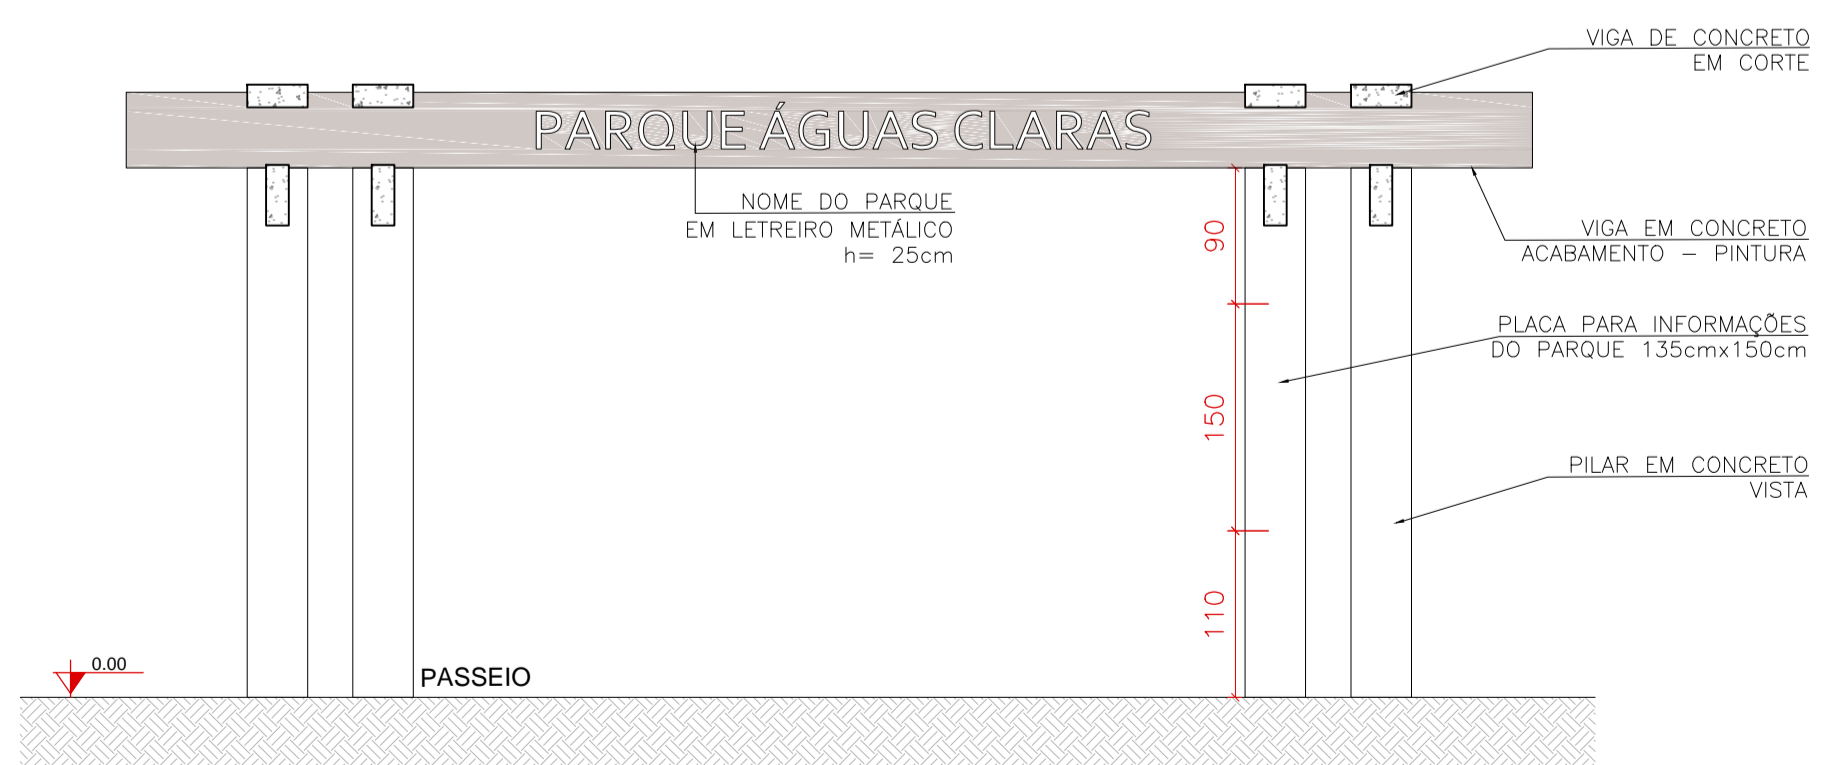 VIGA DE CONCRETO
EM CORTE
PARQUE ÁGUAS CLARAS
NOME DO PARQUE
EM LETREIRO METÁLICO
h= 25cm
90
VIGA EM CONCRETO
ACABAMENTO – PINTURA
PLACA PARA INFORMAÇÕES
DO PARQUE 135cmx150cm
150
PILAR EM CONCRETO
VISTA
110
0.00
PASSEIO